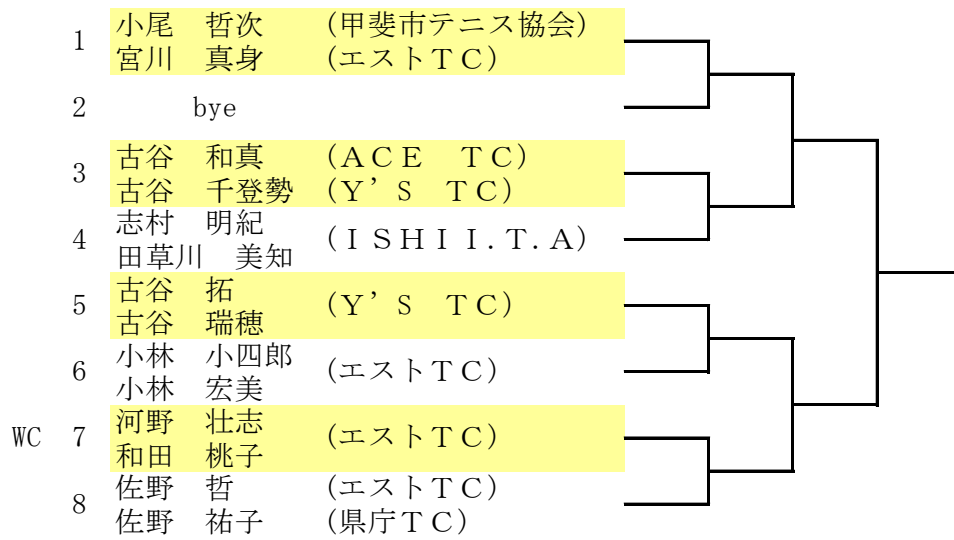 1 小尾　哲次 (甲斐市テニス協会)
宮川　真身 (エストＴＣ)
2 bye
3 古谷　和真 (ＡＣＥ　ＴＣ)
古谷　千登勢 (Ｙ’Ｓ　ＴＣ)
4 志村　明紀 (ＩＳＨＩＩ.Ｔ.Ａ)
田草川　美知
5 古谷　拓 (Ｙ’Ｓ　ＴＣ)
古谷　瑞穂
6 小林　小四郎 (エストＴＣ)
小林　宏美
WC 7 河野　壮志 (エストＴＣ)
和田　桃子
8 佐野　哲 (エストＴＣ)
佐野　祐子 (県庁ＴＣ)